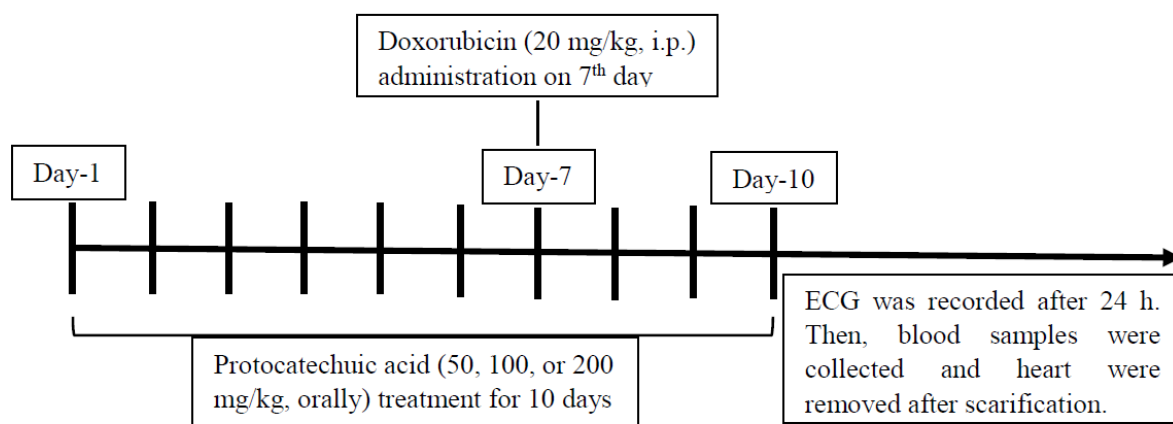 Doxorubicin (20 mg/kg, i.p.)
administration on 7th day
Day-1
Day-7
Day-10
Protocatechuic acid (50, 100, or 200
mg/kg, orally) treatment for 10 days
ECG was recorded after 24 h.
Then, blood samples were
collected and heart were
removed after scarification.